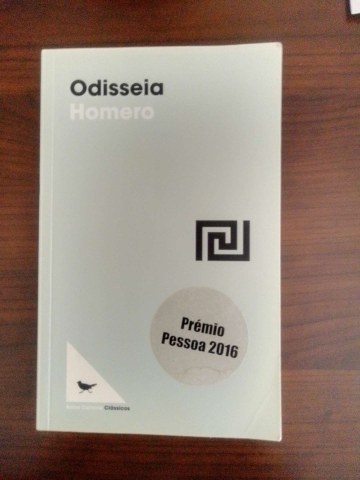 Odisseia
Homero
Prémio
Pessoa 2016
Clássicos